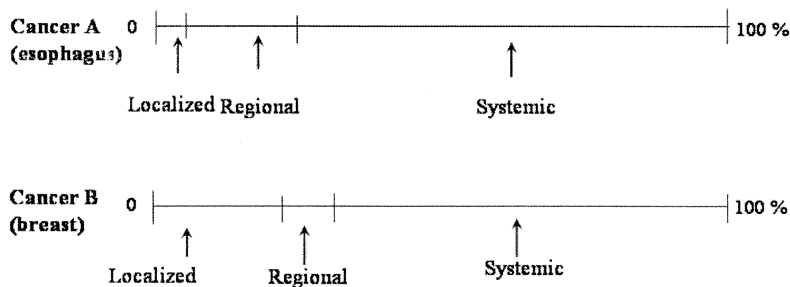 Cancer A 0 100 %
(esophagus)
Localized Regional Systemic
Cancer B 0 100 %
(breast)
Localized Regional Systemic